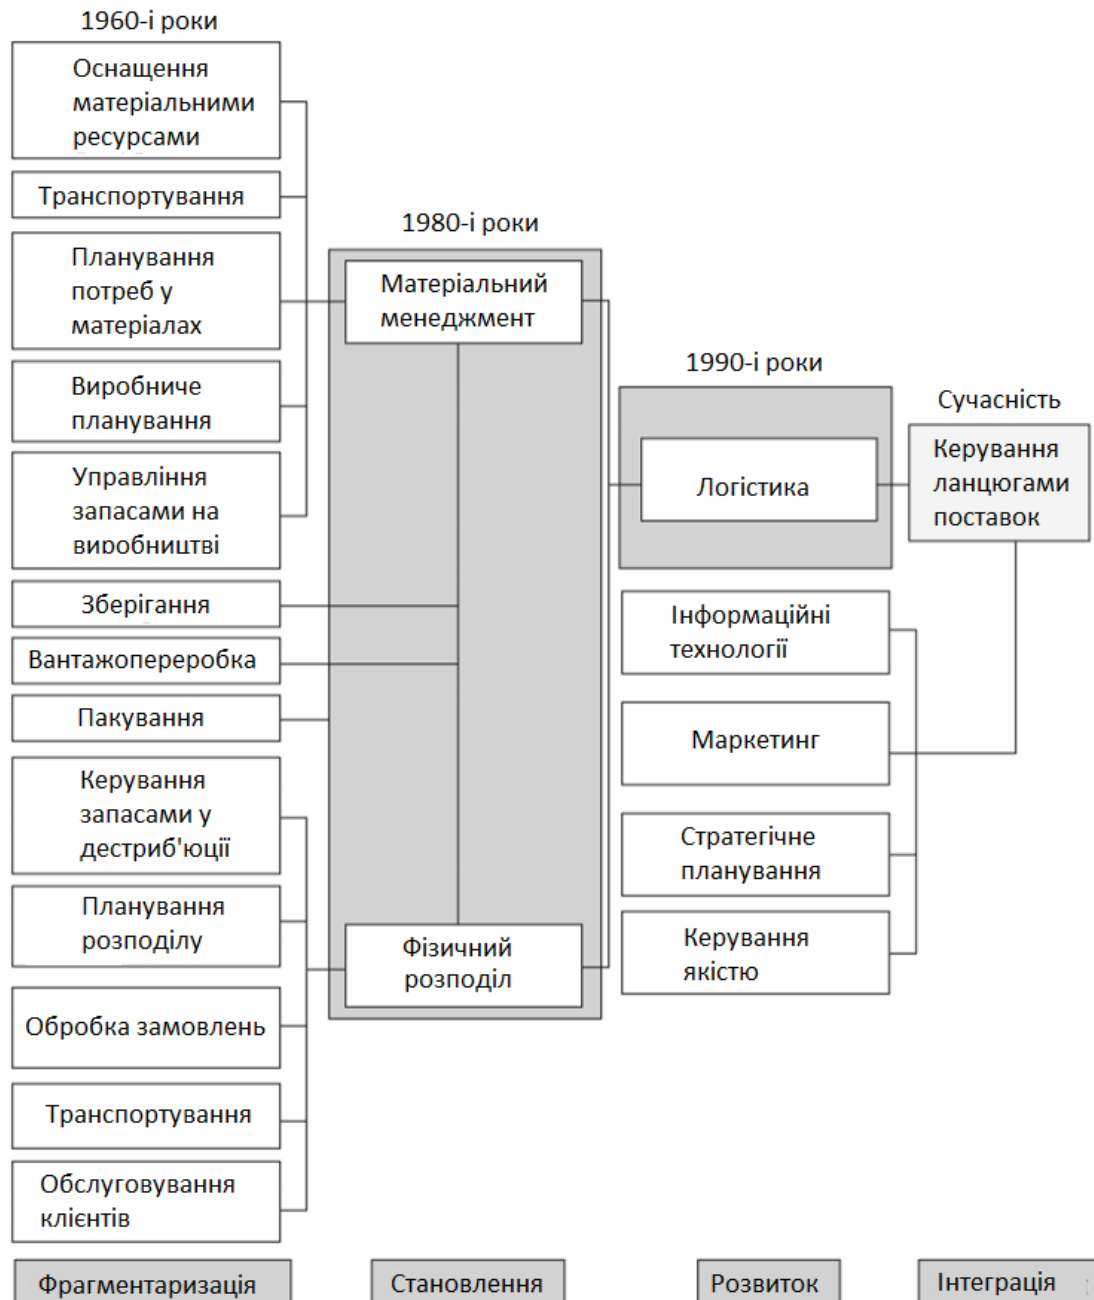 1960-і роки
Оснащення
матеріальними
ресурсами
Транспортування
Планування
потреб у
матеріалах
Виробниче
планування
Управління
запасами на
виробництві
Зберігання
Вантажопереробка
Пакування
Керування
запасами у
дестриб'юції
Планування
розподілу
Обробка замовлень
Транспортування
Обслуговування
клієнтів
Фрагментаризація
1980-і роки
Матеріальний
менеджмент
Фізичний
розподіл
Становлення
1990-і роки
Логістика
Інформаційні
технології
Маркетинг
Стратегічне
планування
Керування
якістю
Розвиток
Сучасність
Керування
ланцюгами
поставок
Інтеграція